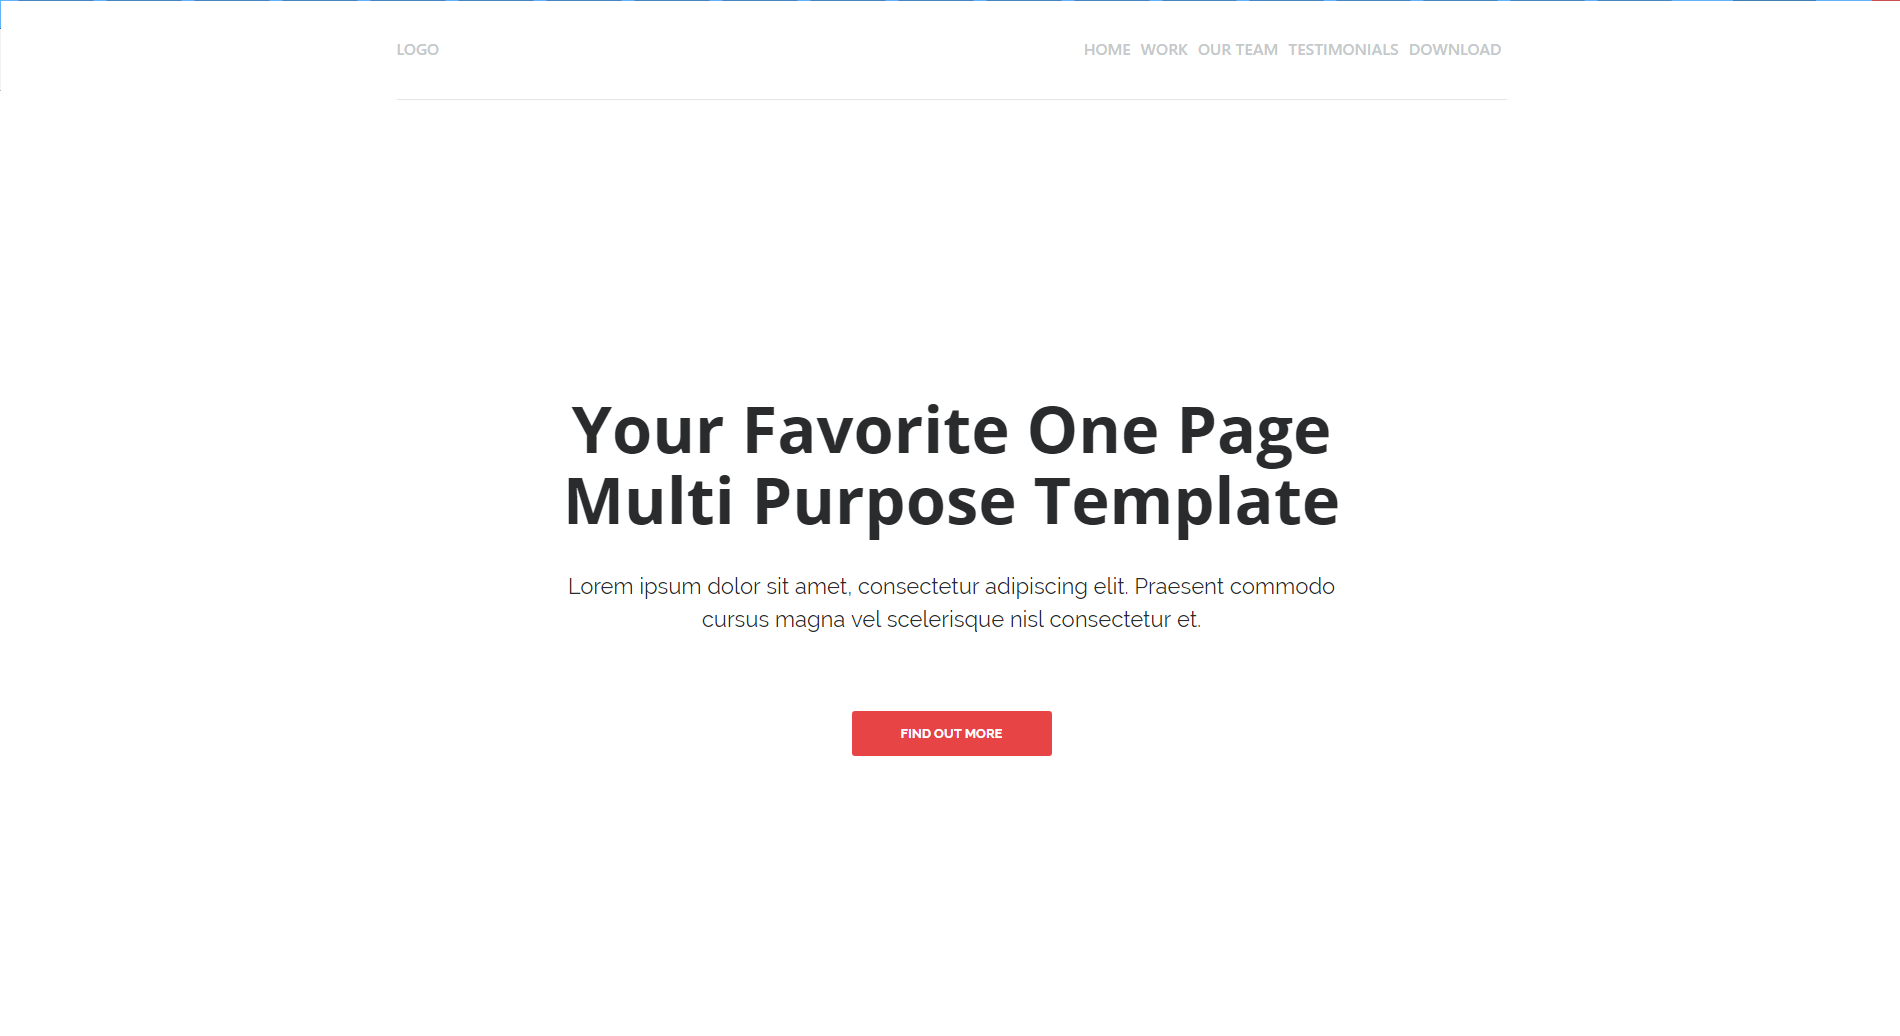 LOGO
HOME WORK OUR TEAM TESTIMONIALS DOWNLOAD
Your Favorite One Page
Multi Purpose Template
Lorem ipsum dolor sit amet, consectetur adipiscing elit. Praesent commodo
cursus magna vel scelerisque nisl consectetur et.
FIND OUT MORE